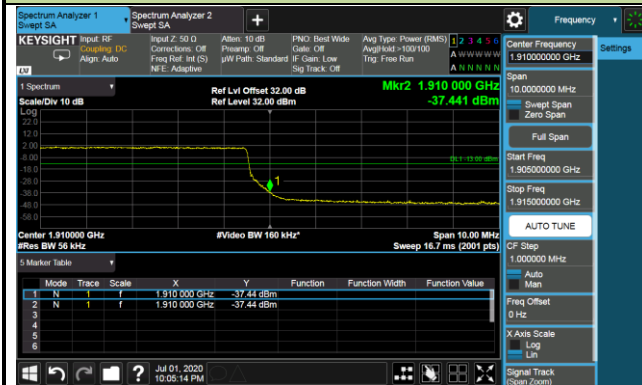 Spectrum Analyzer 1
Swept SA
Spectrum Analyzer 2
Swept SA
+
Frequency
KEYSIGHT
Input: RF
Coupling: DC
Align: Auto
Input Z: 50 Ω
Corrections: Off
Freq Ref: Int (S)
NFE: Adaptive
Atten: 10 dB
Preamp: Off
µW Path: Standard
PNO: Best Wide
Gate: Off
IF Gain: Low
Sig Track: Off
Avg Type: Power (RMS)
Avg|Hold:>100/100
Trig: Free Run
1 2 3 4 5 6
A W W W W W
A N N N N N
LXI
1 Spectrum
Scale/Div 10 dB
Log
Ref Lvl Offset 32.00 dB
Ref Level 32.00 dBm
Mkr2 1.910 000 GHz
-37.441 dBm
22.0
12.0
2.00
-8.00
-18.0
-28.0
-38.0
-48.0
-58.0
DL1 -13.00 dBm
1
Center 1.910000 GHz
#Res BW 56 kHz
#Video BW 160 kHz*
Span 10.00 MHz
Sweep 16.7 ms (2001 pts)
5 Marker Table
Mode Trace Scale X Y Function Function Width Function Value
1 N 1 f 1.910 000 GHz -37.44 dBm
2 N 1 f 1.910 000 GHz -37.44 dBm
3
4
5
6
Jul 01, 2020
10:05:14 PM
?
Center Frequency
1.910000000 GHz
Settings
Span
10.0000000 MHz
Swept Span
Zero Span
Full Span
Start Freq
1.905000000 GHz
Stop Freq
1.915000000 GHz
AUTO TUNE
CF Step
1.000000 MHz
Auto
Man
Freq Offset
0 Hz
X Axis Scale
Log
Lin
Signal Track
(Span Zoom)